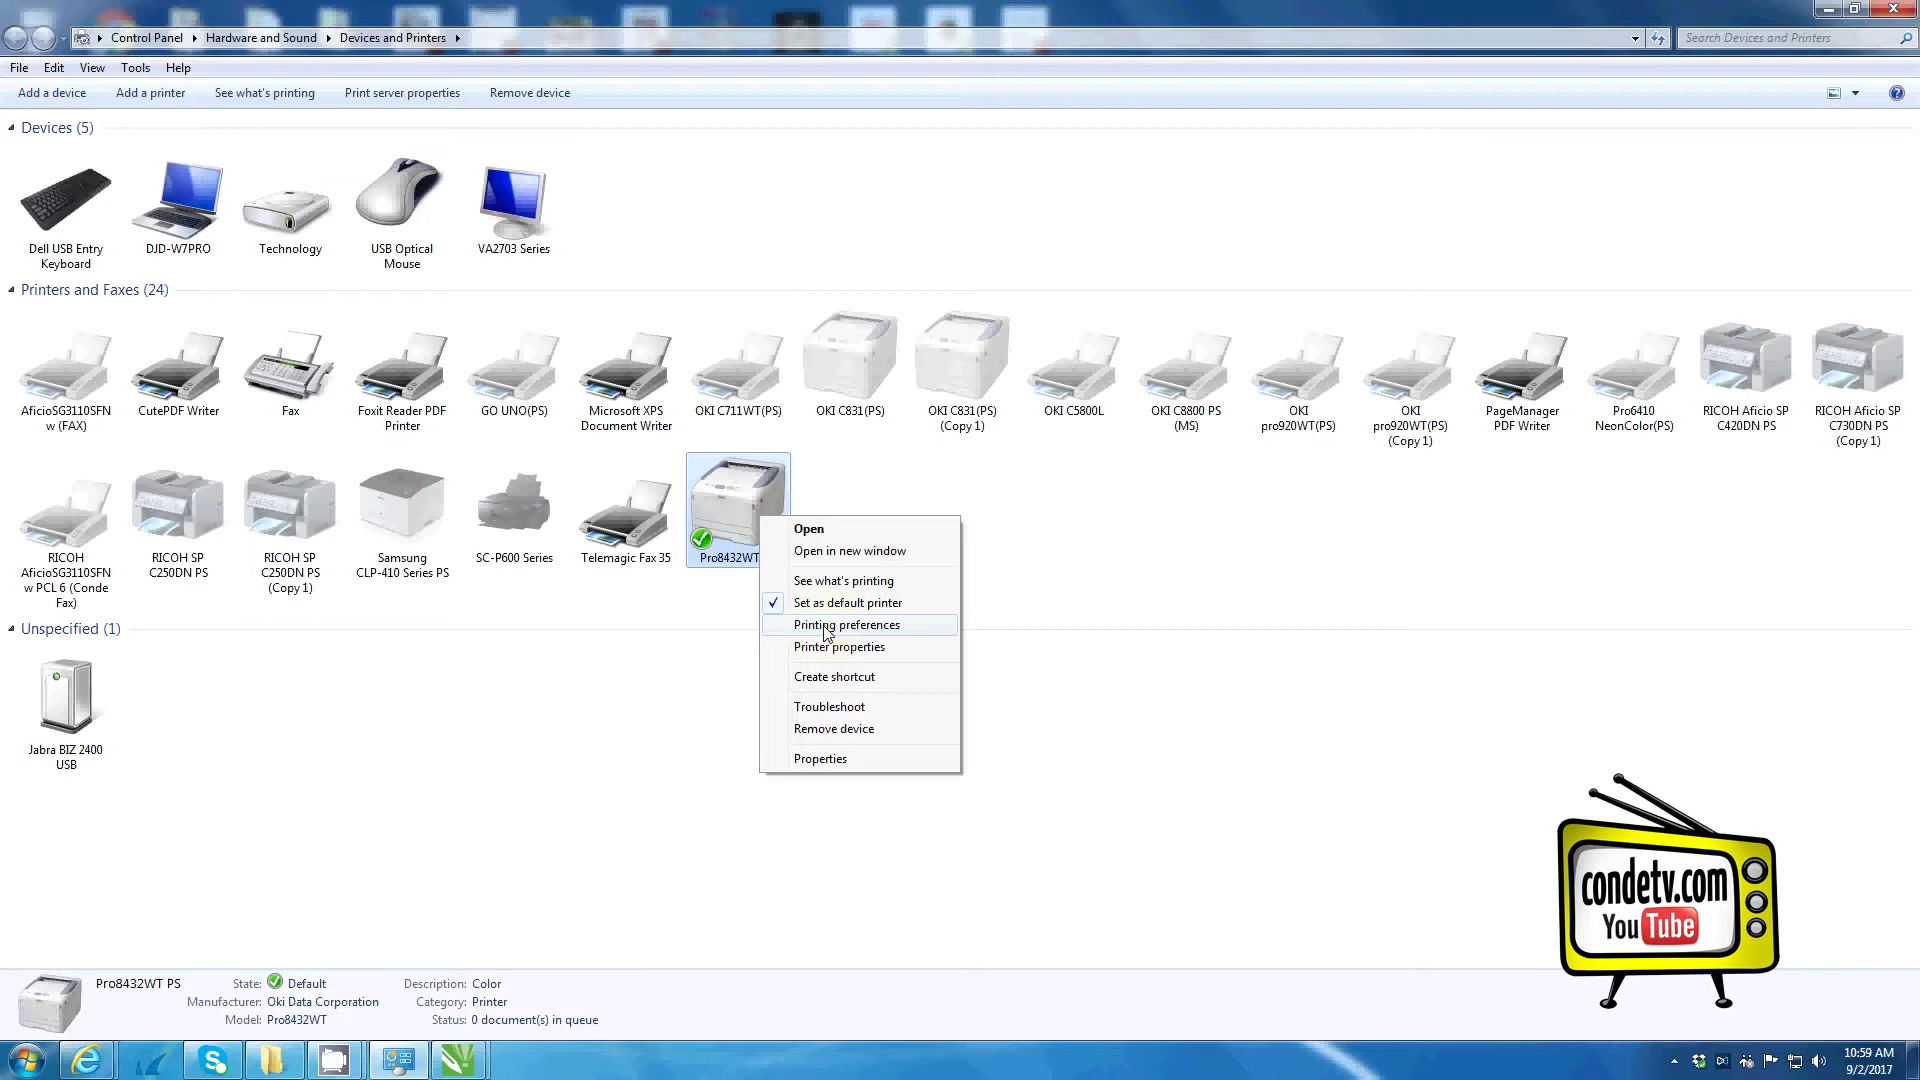 Control Panel
Hardware and Sound
Devices and Printers
Search Devices and Printers
File Edit View Tools Help
Add a device
Add a printer
See what's printing
Print server properties
Remove device
Devices (5)
Dell USB Entry
Keyboard
DJD-W7PRO
Technology
USB Optical
Mouse
VA2703 Series
Printers and Faxes (24)
AficioSG3110SFN
w (FAX)
CutePDF Writer
Fax
Foxit Reader PDF
Printer
GO UNO(PS)
Microsoft XPS
Document Writer
OKI C711WT(PS)
OKI C831(PS)
OKI C831(PS)
(Copy 1)
OKI C5800L
OKI C8800 PS
(MS)
OKI
pro920WT(PS)
OKI
pro920WT(PS)
(Copy 1)
PageManager
PDF Writer
Pro6410
NeonColor(PS)
RICOH Aficio SP
C420DN PS
RICOH Aficio SP
C730DN PS
(Copy 1)
RICOH
AficioSG3110SFN
w PCL 6 (Conde
Fax)
RICOH SP
C250DN PS
RICOH SP
C250DN PS
(Copy 1)
Samsung
CLP-410 Series PS
SC-P600 Series
Telemagic Fax 35
Pro8432WT
Open
Open in new window
See what's printing
Set as default printer
Printing preferences
Printer properties
Create shortcut
Troubleshoot
Remove device
Properties
Unspecified (1)
Jabra BIZ 2400
USB
condetv.com
YouTube
Pro8432WT PS
State: Default
Manufacturer: Oki Data Corporation
Model: Pro8432WT
Description: Color
Category: Printer
Status: 0 document(s) in queue
10:59 AM
9/2/2017